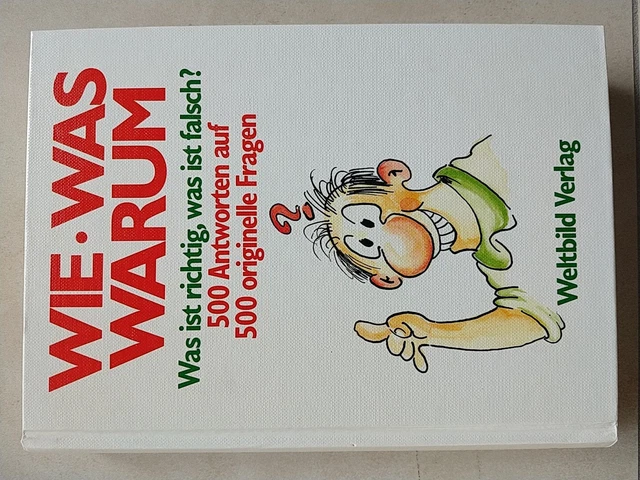 WIE · WAS
WARUM
Was ist richtig, was ist falsch?
500 Antworten auf
500 originelle Fragen
?
Weltbild Verlag